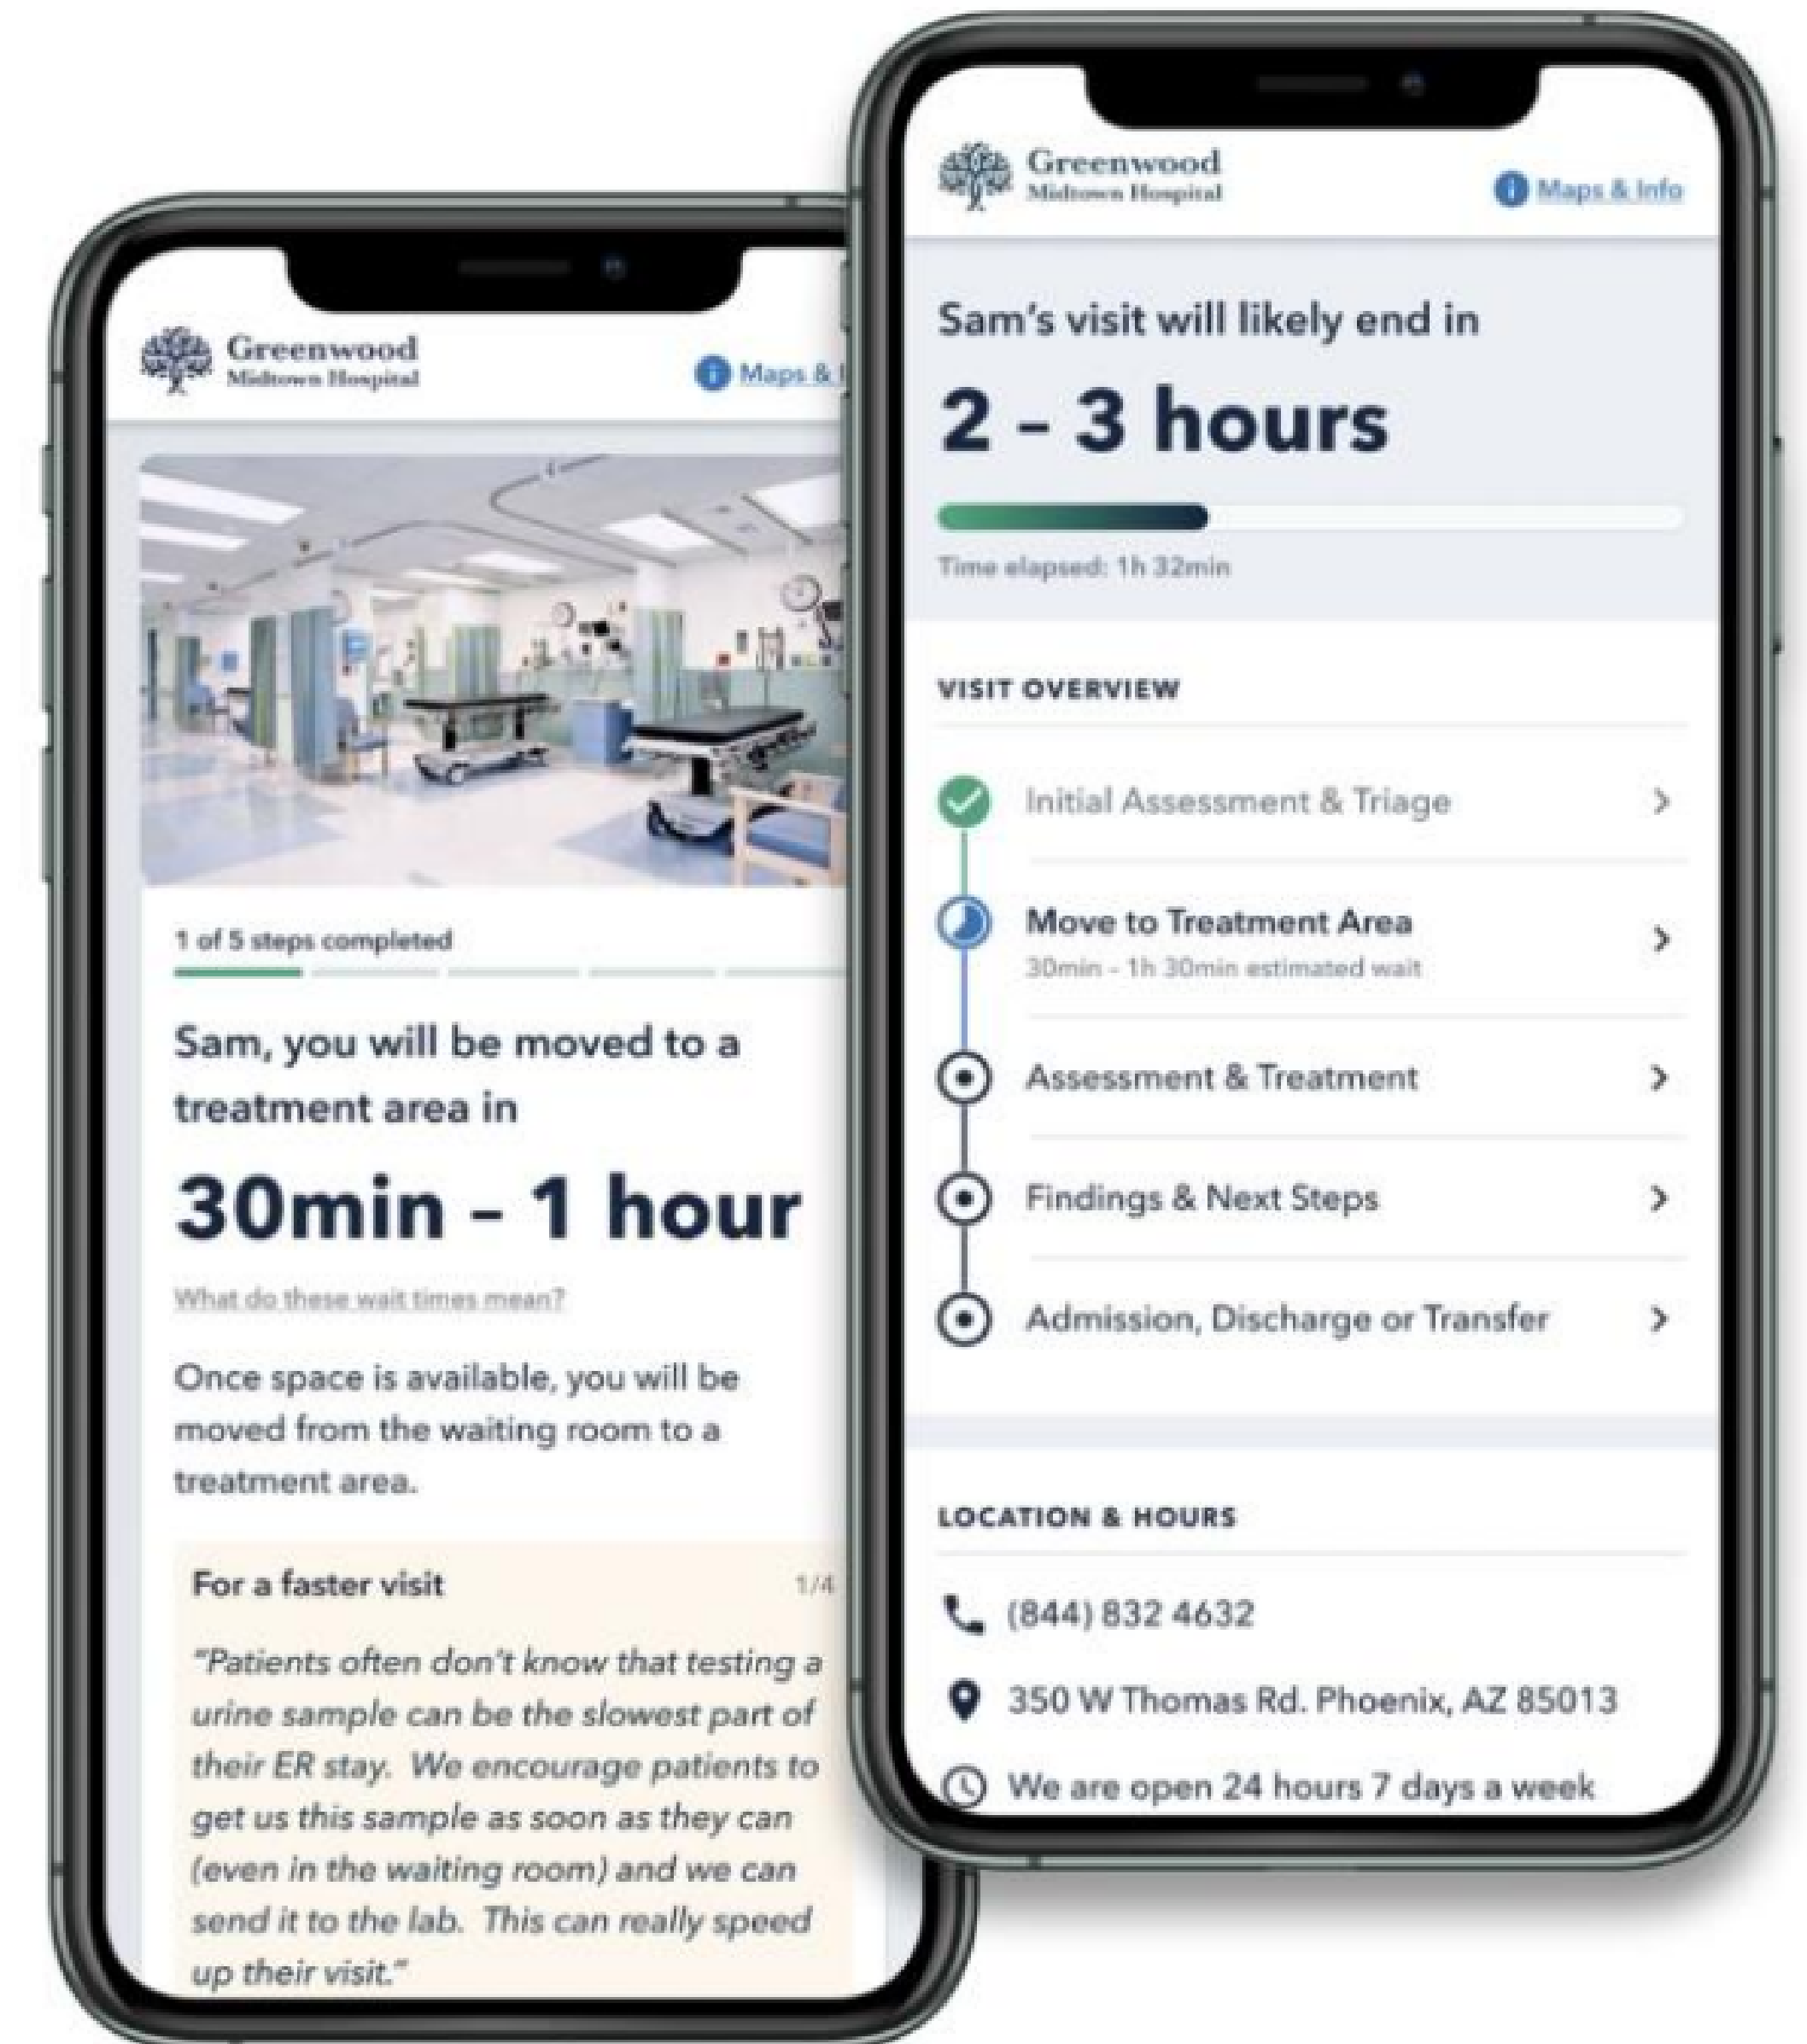 Greenwood
Midtown Hospital
Maps &
1 of 5 steps completed
Sam, you will be moved to a
treatment area in
30min – 1 hour
What do these wait times mean?
Once space is available, you will be
moved from the waiting room to a
treatment area.
For a faster visit
1/4
"Patients often don't know that testing a
urine sample can be the slowest part of
their ER stay. We encourage patients to
get us this sample as soon as they can
(even in the waiting room) and we can
send it to the lab. This can really speed
up their visit."
Greenwood
Midtown Hospital
Maps & Info
Sam's visit will likely end in
2 – 3 hours
Time elapsed: 1h 32min
VISIT OVERVIEW
Initial Assessment & Triage
Move to Treatment Area
30min - 1h 30min estimated wait
Assessment & Treatment
Findings & Next Steps
Admission, Discharge or Transfer
LOCATION & HOURS
(844) 832 4632
350 W Thomas Rd. Phoenix, AZ 85013
We are open 24 hours 7 days a week